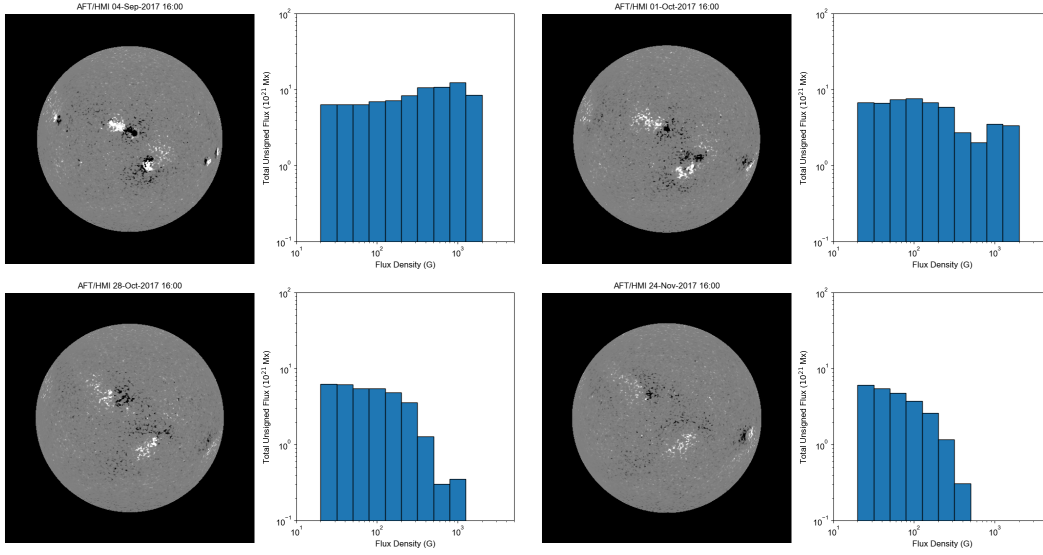 AFT/HMI 04-Sep-2017 16:00
10²
10¹
10⁰
10⁻¹
Total Unsigned Flux (10²¹ Mx)
10¹
10²
10³
Flux Density (G)
AFT/HMI 01-Oct-2017 16:00
10²
10¹
10⁰
10⁻¹
Total Unsigned Flux (10²¹ Mx)
10¹
10²
10³
Flux Density (G)
AFT/HMI 28-Oct-2017 16:00
10²
10¹
10⁰
10⁻¹
Total Unsigned Flux (10²¹ Mx)
10¹
10²
10³
Flux Density (G)
AFT/HMI 24-Nov-2017 16:00
10²
10¹
10⁰
10⁻¹
Total Unsigned Flux (10²¹ Mx)
10¹
10²
10³
Flux Density (G)